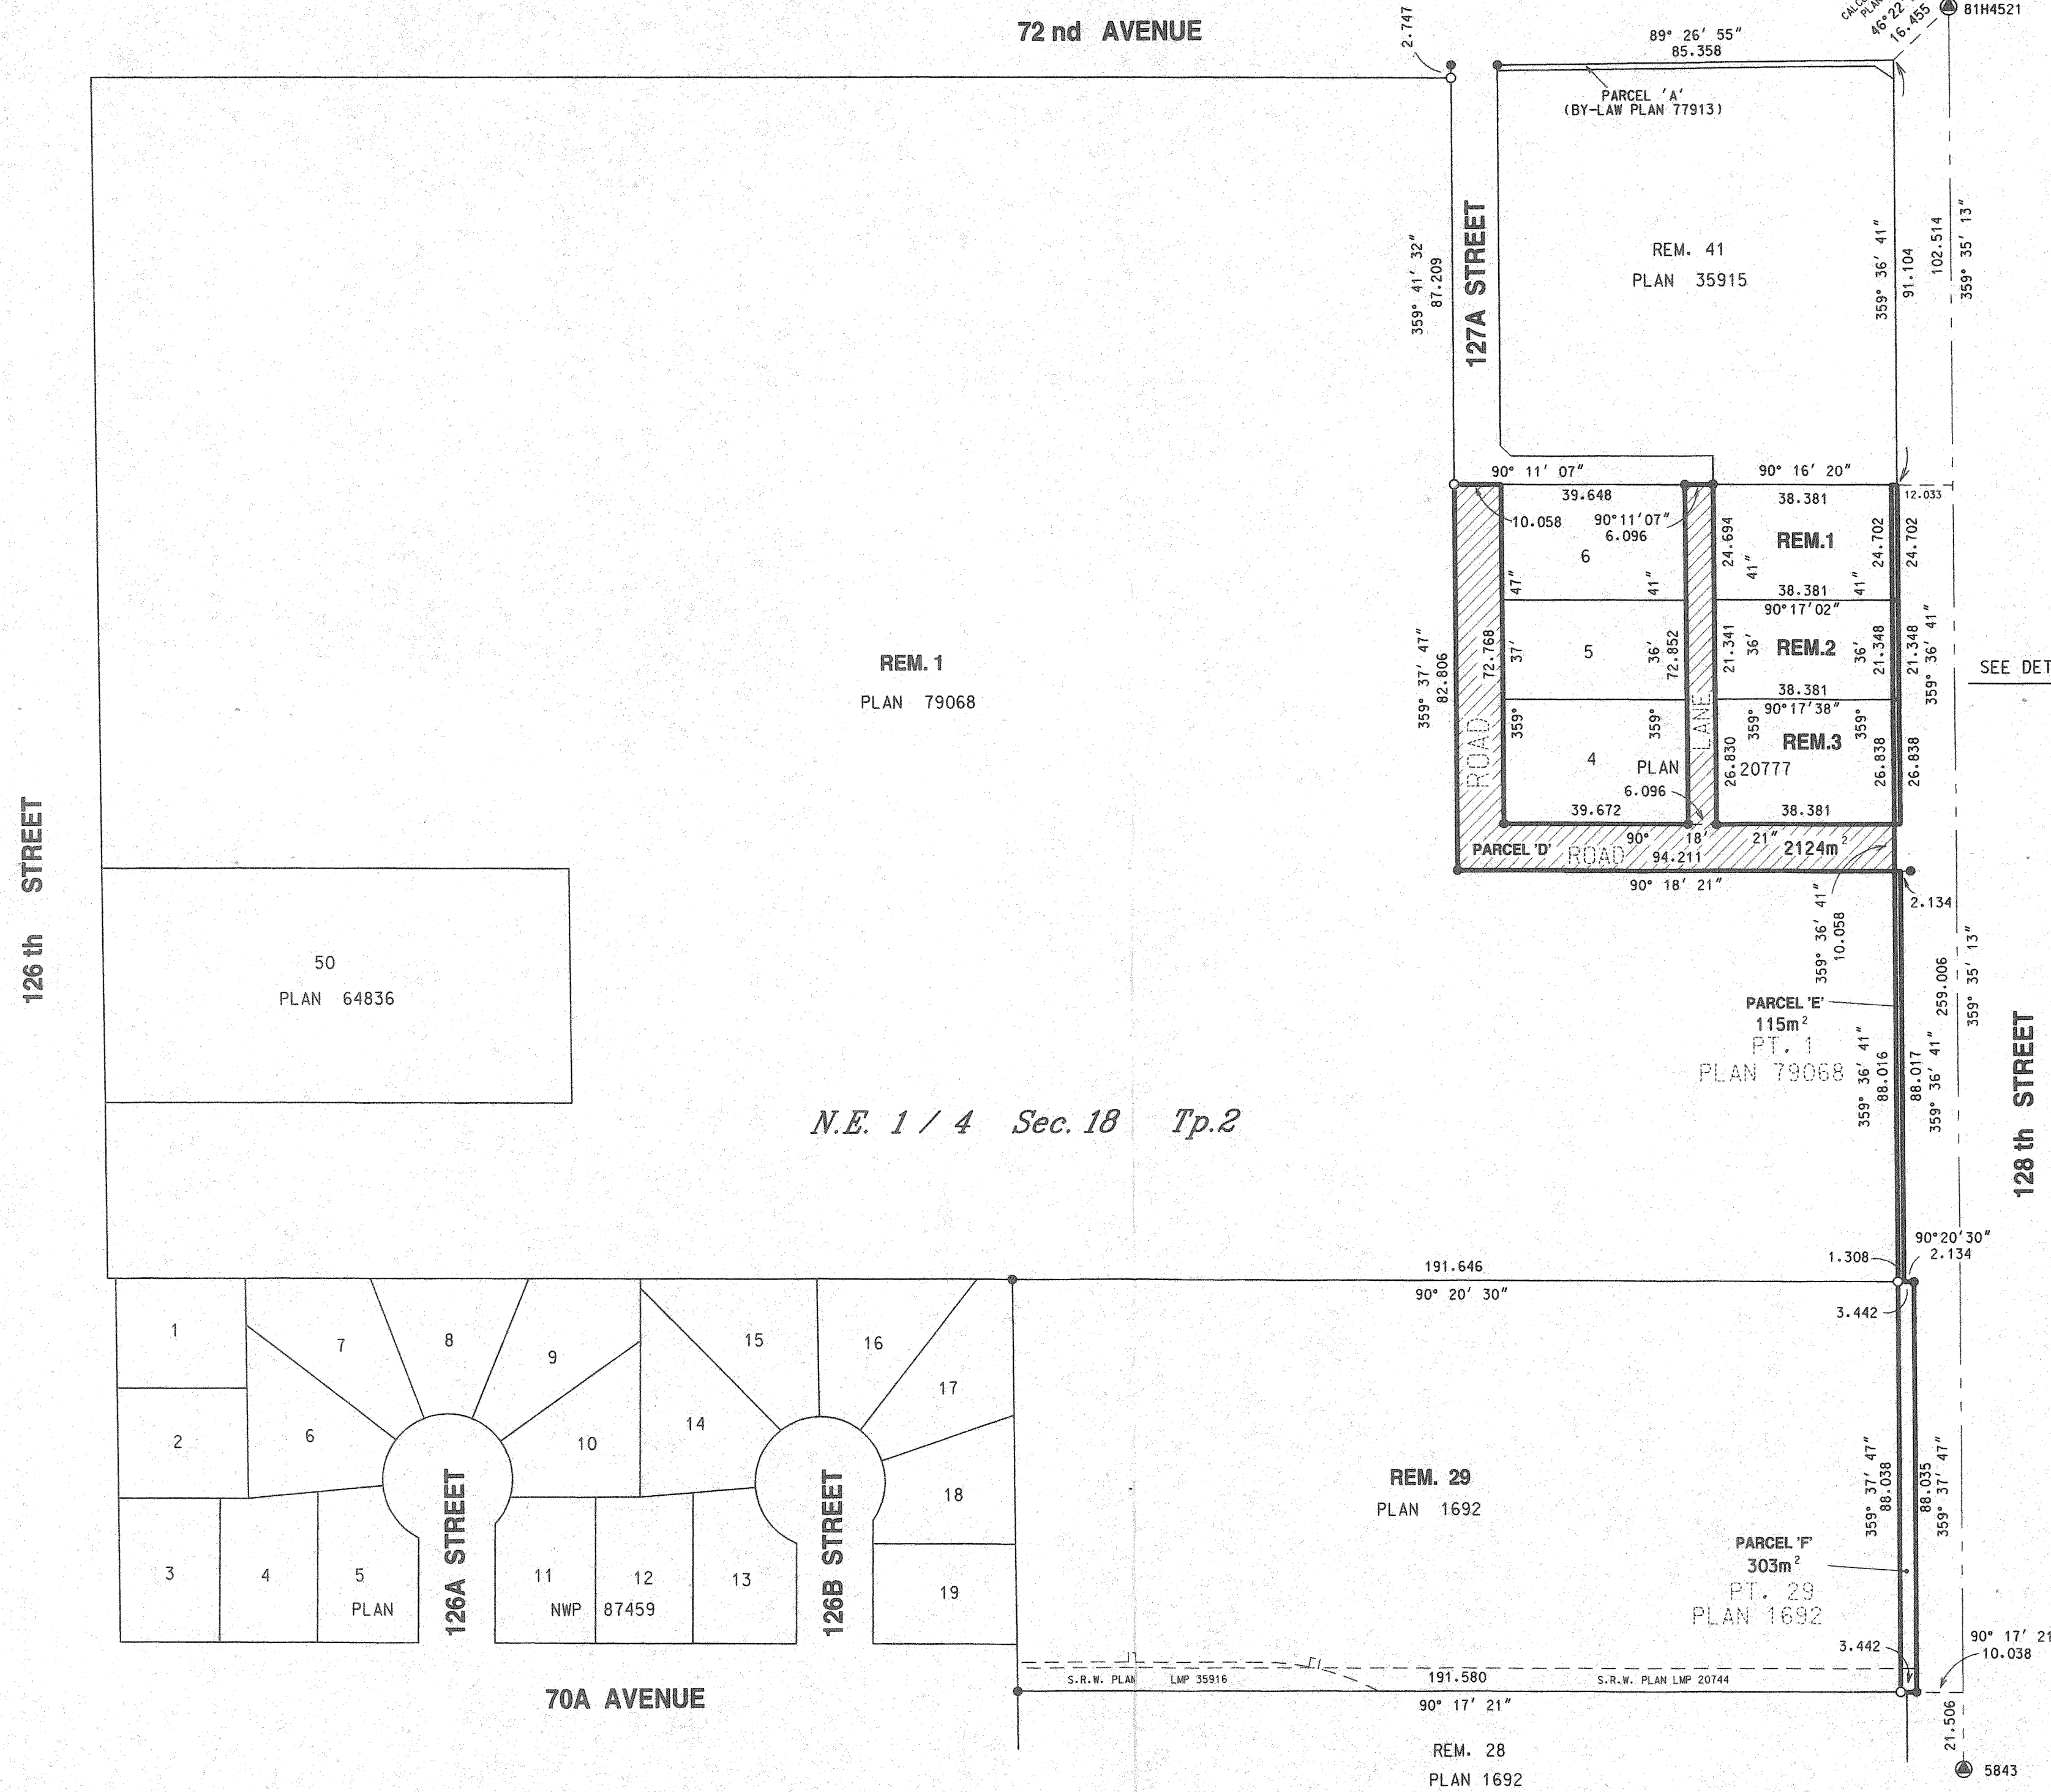 72 nd AVENUE
2.747
89° 26' 55"
85.358
46° 22'
16.455
81H4521
PARCEL 'A'
(BY-LAW PLAN 77913)
127A STREET
359° 41' 32"
87.209
REM. 41
PLAN 35915
359° 36' 41"
91.104
102.514
359° 35' 13"
90° 11' 07"
39.648
10.058
90°11'07"
6.096
90° 16' 20"
38.381
12.033
6
47"
41"
24.694
41"
REM.1
41"
24.702
24.702
38.381
90°17'02"
359° 37' 47"
82.806
72.768
37'
5
36'
72.852
21.341
36'
REM.2
36'
21.348
21.348
359° 36' 41"
38.381
90°17'38"
SEE DET
ROAD
359°
4
359°
LANE
26.830
359°
REM.3
359°
26.838
26.838
PLAN 20777
6.096
39.672
38.381
PARCEL 'D'
ROAD
90° 18' 21"
94.211
2124m²
90° 18' 21"
2.134
359° 36' 41"
10.058
REM. 1
PLAN 79068
126 th STREET
50
PLAN 64836
N.E. 1 / 4 Sec. 18 Tp.2
PARCEL 'E'
115m²
PT. 1
PLAN 79068
359° 36' 41"
88.016
88.017
359° 36' 41"
259.006
359° 35' 13"
128 th STREET
191.646
90° 20' 30"
1.308
90°20'30"
2.134
3.442
1
2
3
4
5
6
7
8
9
10
11
12
13
14
15
16
17
18
19
PLAN NWP 87459
126A STREET
126B STREET
70A AVENUE
REM. 29
PLAN 1692
359° 37' 47"
88.038
88.035
359° 37' 47"
PARCEL 'F'
303m²
PT. 29
PLAN 1692
3.442
90° 17' 21
10.038
S.R.W. PLAN LMP 35916
191.580
S.R.W. PLAN LMP 20744
90° 17' 21"
21.506
REM. 28
PLAN 1692
5843